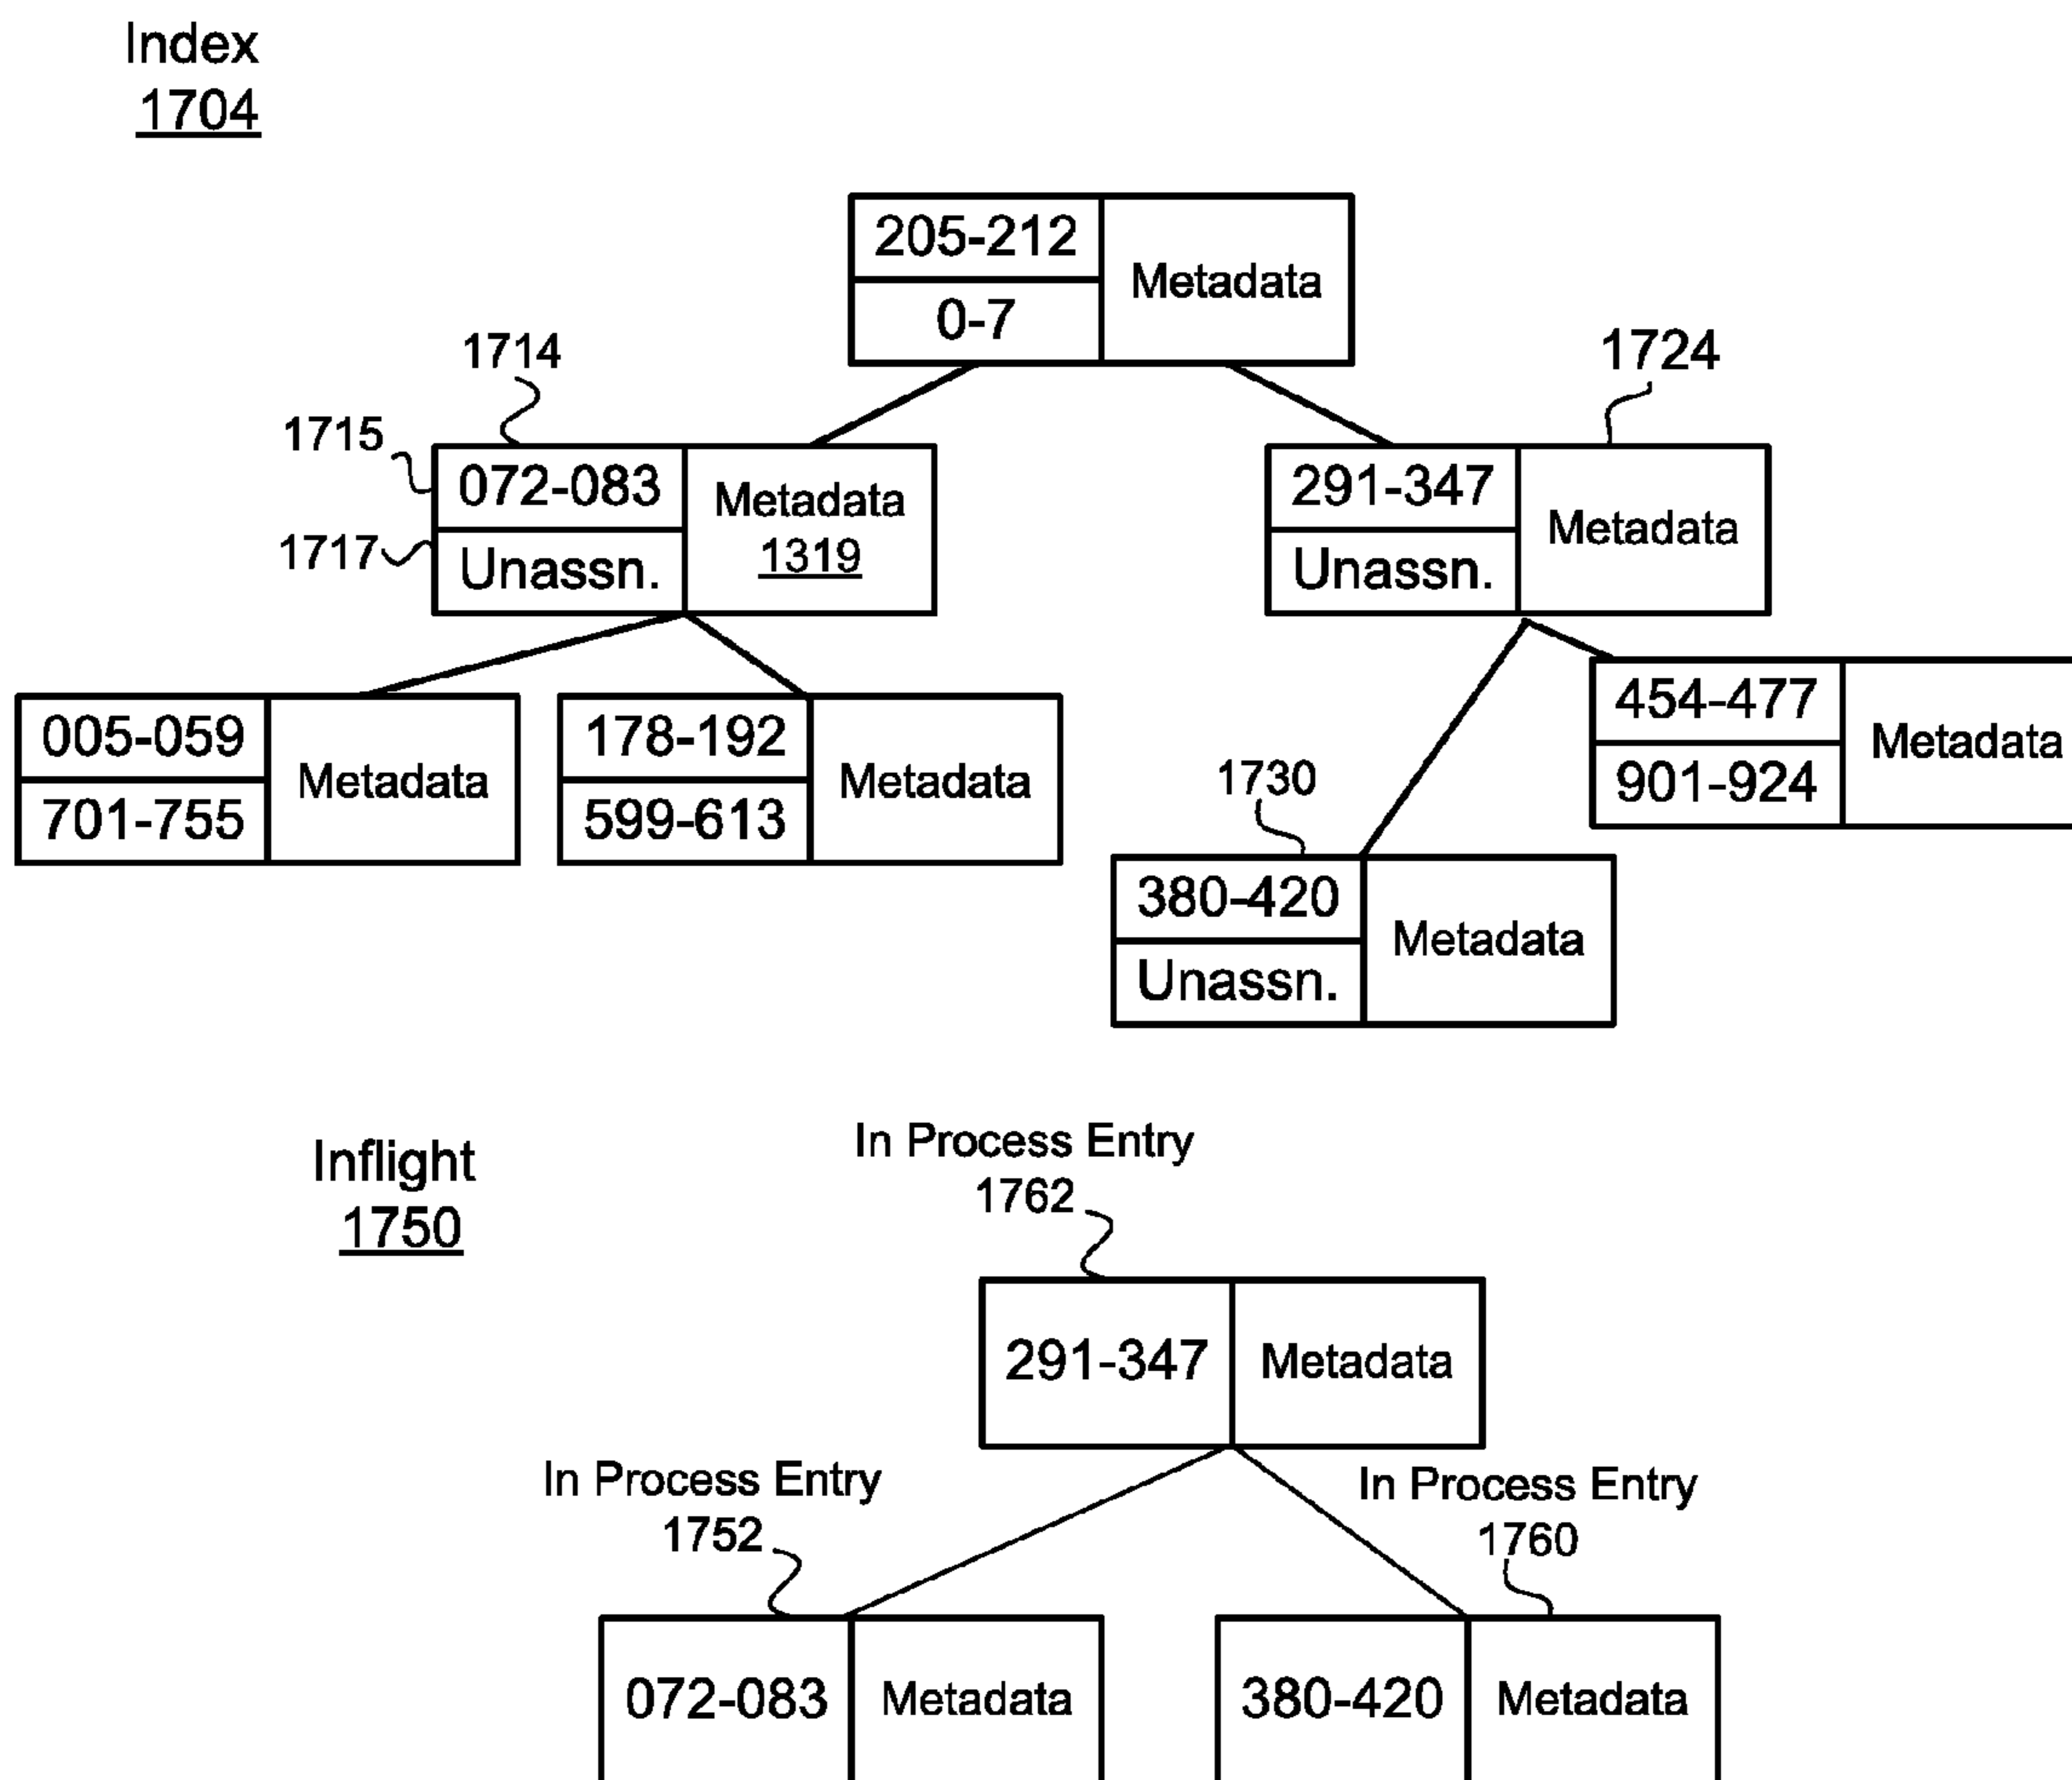 Index
1704
205-212
Metadata
0-7
1714
1724
1715
072-083
Metadata
1319
1717
Unassn.
291-347
Metadata
Unassn.
005-059
Metadata
701-755
178-192
Metadata
599-613
454-477
Metadata
901-924
1730
380-420
Metadata
Unassn.
Inflight
1750
In Process Entry
1762
291-347
Metadata
In Process Entry
1752
In Process Entry
1760
072-083
Metadata
380-420
Metadata